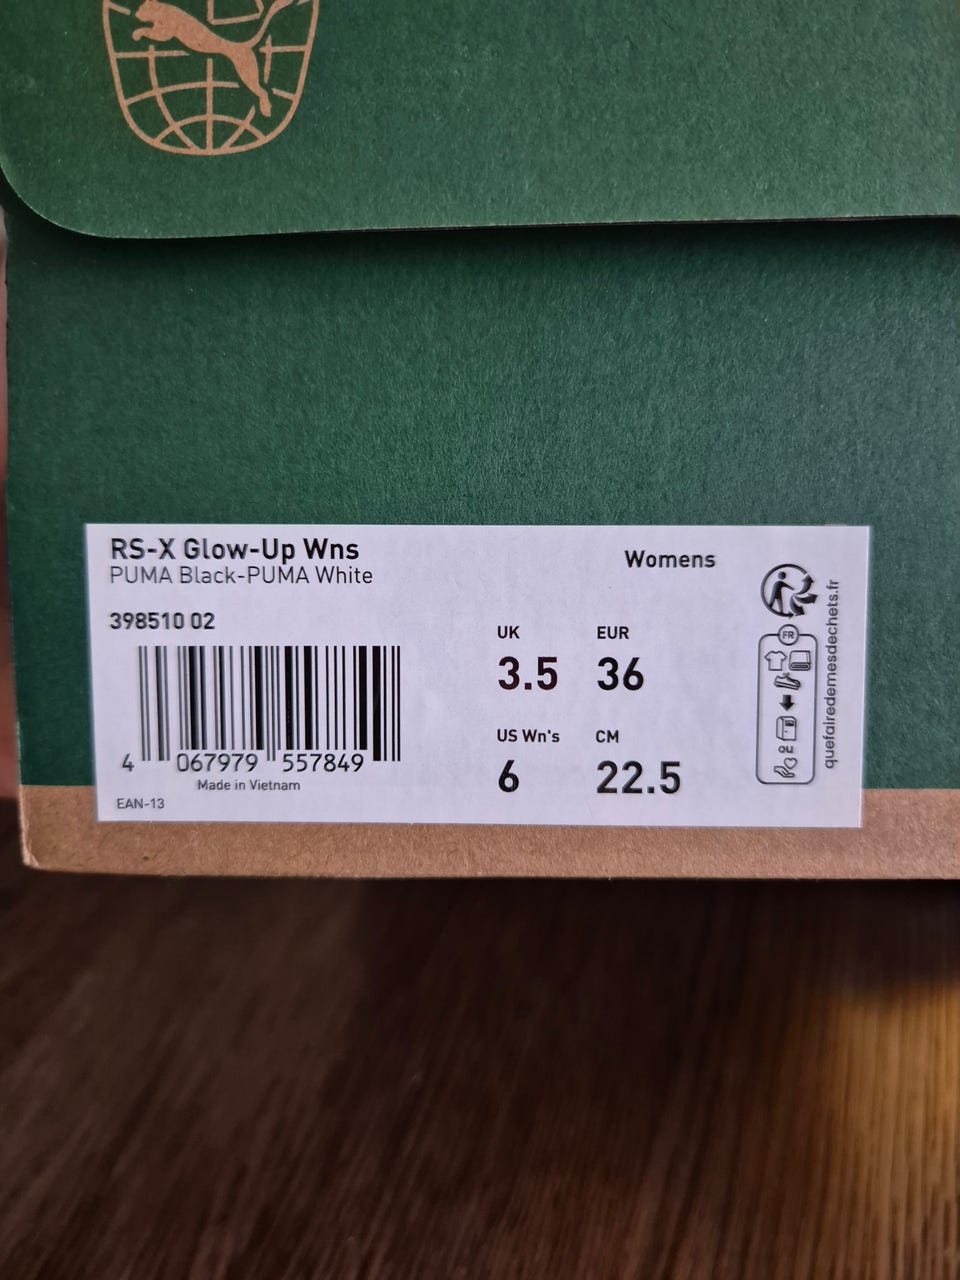 RS-X Glow-Up Wns
PUMA Black-PUMA White
Womens
398510 02
UK
EUR
3.5
36
US Wn's
CM
6
22.5
4 067979 557849
Made in Vietnam
EAN-13
FR
OU
quefairedemesdechets.fr